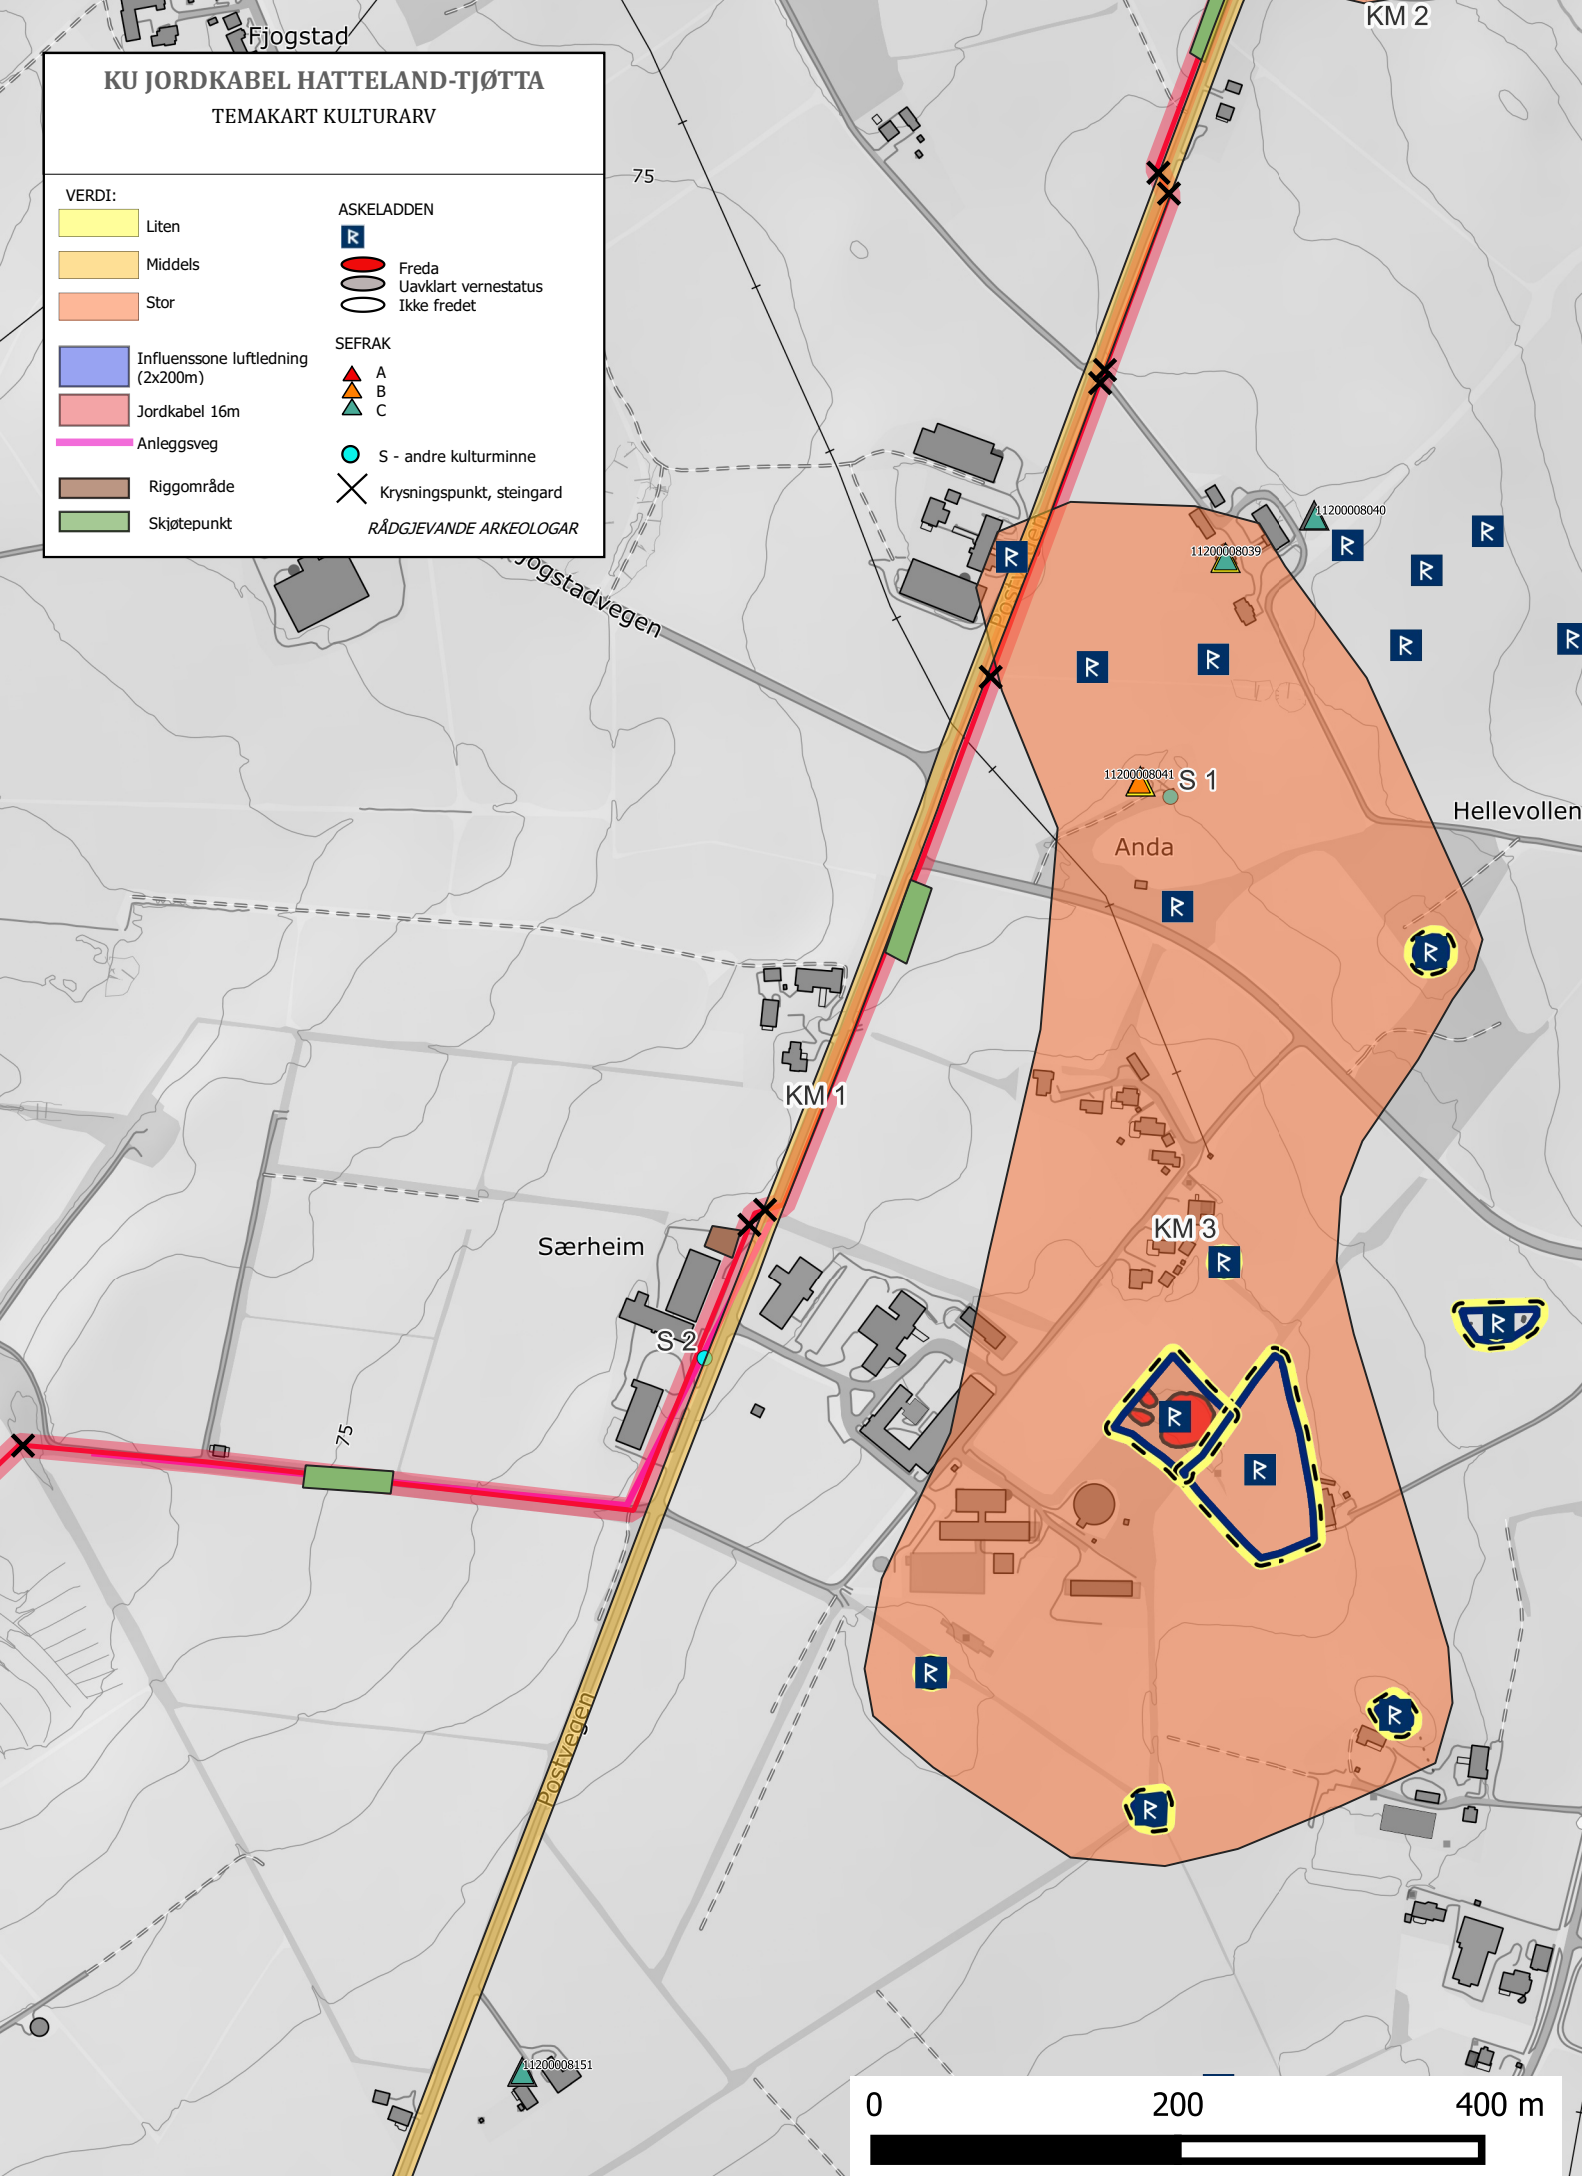 KM 2
Fjogstad
KU JORDKABEL HATTELAND-TJØTTA
TEMAKART KULTURARV
VERDI:
Liten
Middels
Stor
Influenssone luftledning
(2x200m)
Jordkabel 16m
Anleggsveg
Riggområde
Skjøtepunkt
ASKELADDEN
Freda
Uavklart vernestatus
Ikke fredet
SEFRAK
A
B
C
S - andre kulturminne
Krysningspunkt, steingard
RÅDGJEVANDE ARKEOLOGAR
75
11200008040
11200008039
11200008041
S 1
Hellevollen
Anda
KM 1
Særheim
KM 3
S 2
75
Postvegen
11200008151
0 200 400 m